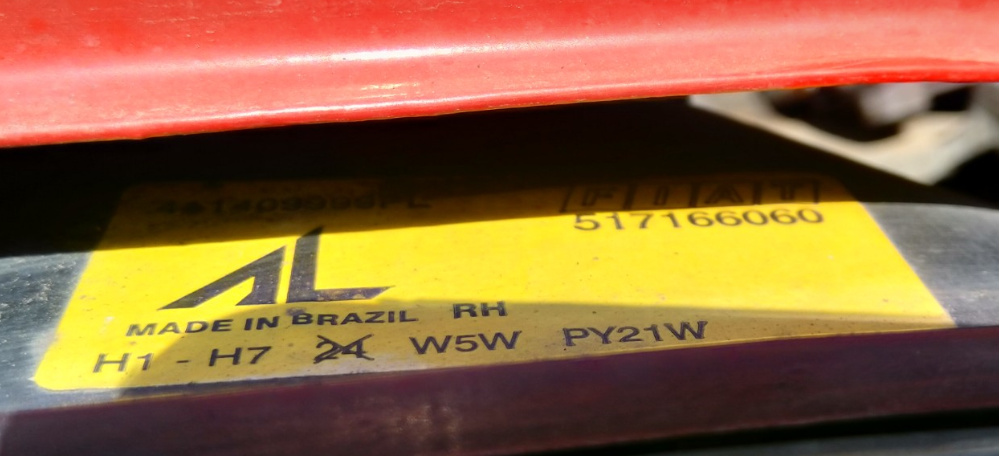 FIAT
517166060
AL
MADE IN BRAZIL RH
H1 - H7 24 W5W PY21W